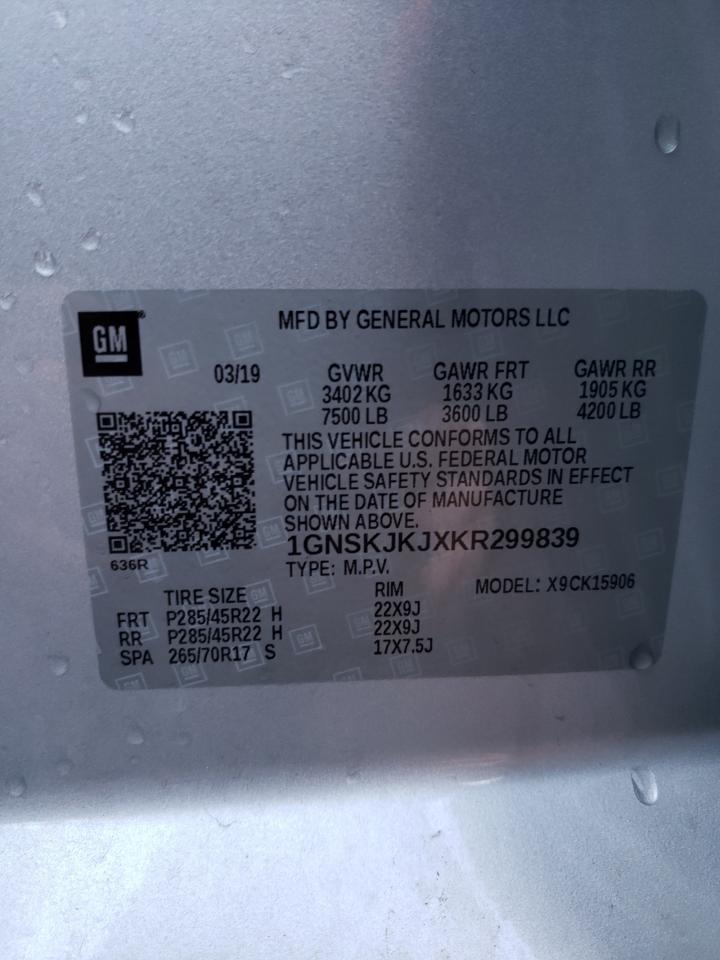 GM
MFD BY GENERAL MOTORS LLC
03/19 GVWR GAWR FRT GAWR RR
3402 KG 1633 KG 1905 KG
7500 LB 3600 LB 4200 LB
THIS VEHICLE CONFORMS TO ALL
APPLICABLE U.S. FEDERAL MOTOR
VEHICLE SAFETY STANDARDS IN EFFECT
ON THE DATE OF MANUFACTURE
SHOWN ABOVE.
1GNSKJKJXKR299839
636R
TYPE: M.P.V.
MODEL: X9CK15906
TIRE SIZE RIM
FRT P285/45R22 H 22X9J
RR P285/45R22 H 22X9J
SPA 265/70R17 S 17X7.5J